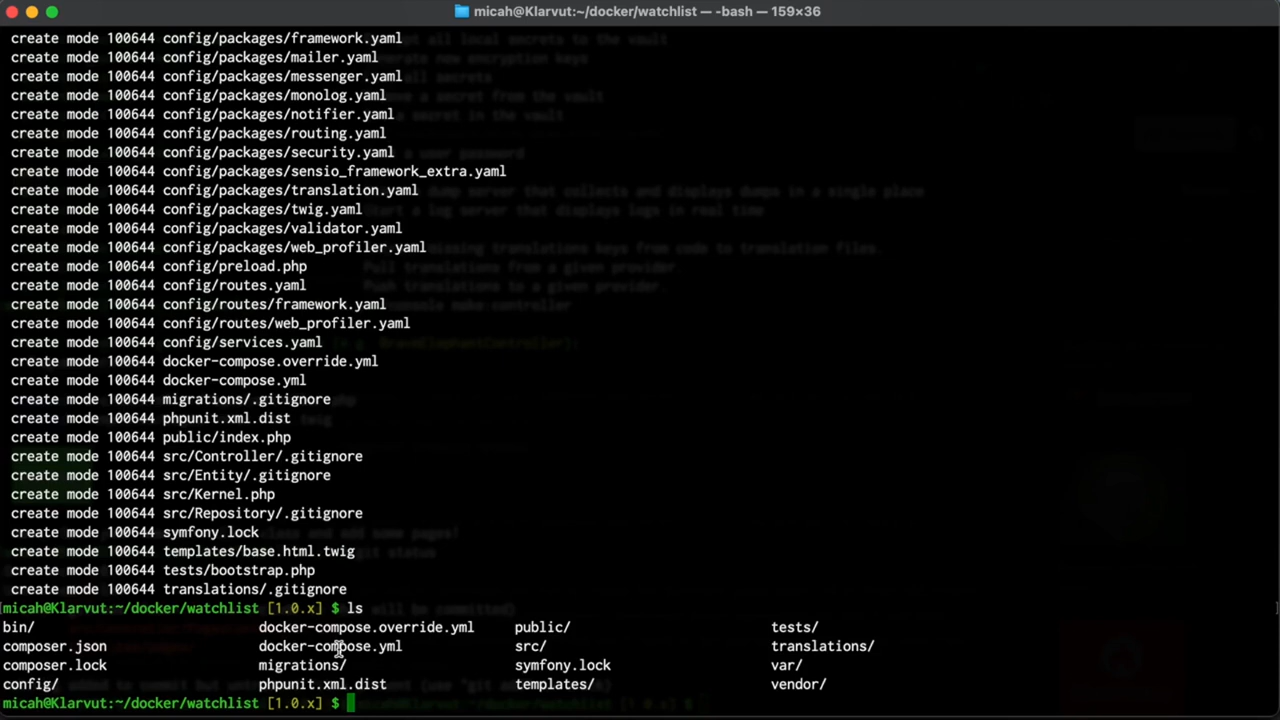 micah@Klarvut:~/docker/watchlist — -bash — 159×36
create mode 100644 config/packages/framework.yaml
create mode 100644 config/packages/mailer.yaml
create mode 100644 config/packages/messenger.yaml
create mode 100644 config/packages/monolog.yaml
create mode 100644 config/packages/notifier.yaml
create mode 100644 config/packages/routing.yaml
create mode 100644 config/packages/security.yaml
create mode 100644 config/packages/sensio_framework_extra.yaml
create mode 100644 config/packages/translation.yaml
create mode 100644 config/packages/twig.yaml
create mode 100644 config/packages/validator.yaml
create mode 100644 config/packages/web_profiler.yaml
create mode 100644 config/preload.php
create mode 100644 config/routes.yaml
create mode 100644 config/routes/framework.yaml
create mode 100644 config/routes/web_profiler.yaml
create mode 100644 config/services.yaml
create mode 100644 docker-compose.override.yml
create mode 100644 docker-compose.yml
create mode 100644 migrations/.gitignore
create mode 100644 phpunit.xml.dist
create mode 100644 public/index.php
create mode 100644 src/Controller/.gitignore
create mode 100644 src/Entity/.gitignore
create mode 100644 src/Kernel.php
create mode 100644 src/Repository/.gitignore
create mode 100644 symfony.lock
create mode 100644 templates/base.html.twig
create mode 100644 tests/bootstrap.php
create mode 100644 translations/.gitignore
micah@Klarvut:~/docker/watchlist [1.0.x] $ ls
bin/ docker-compose.override.yml public/ tests/
composer.json docker-compose.yml src/ translations/
composer.lock migrations/ symfony.lock var/
config/ phpunit.xml.dist templates/ vendor/
micah@Klarvut:~/docker/watchlist [1.0.x] $